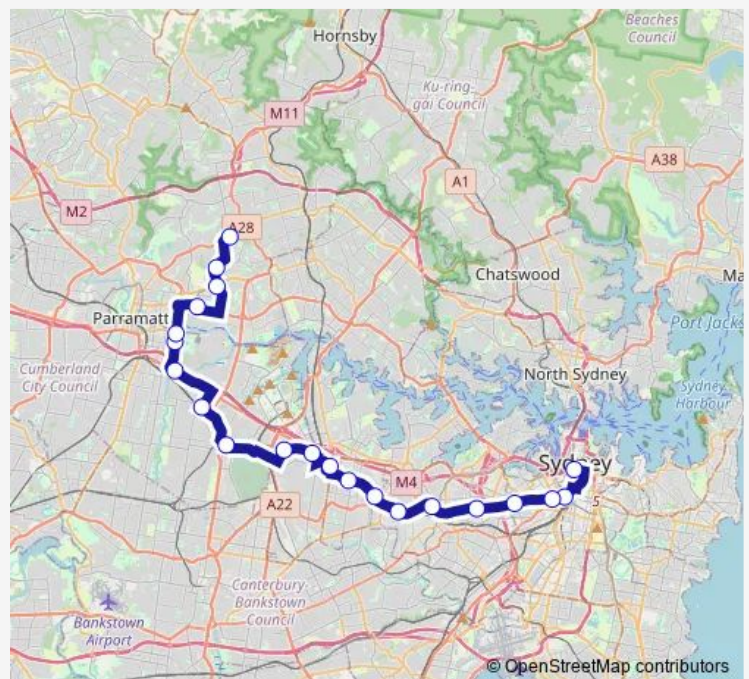 Beaches
Council
Hornsby
Ku-ring-
gai Council
M11
A38
A1
M2
A28
Chatswood
Ma
Parramatt
Port Jacks
Cumberland
City Council
North Sydney
Sydney
Harbour
Sydney
M4
A22
S
Canterbury-
Bankstown
Council
Bankstown
Airport
© OpenStreetMap contributors